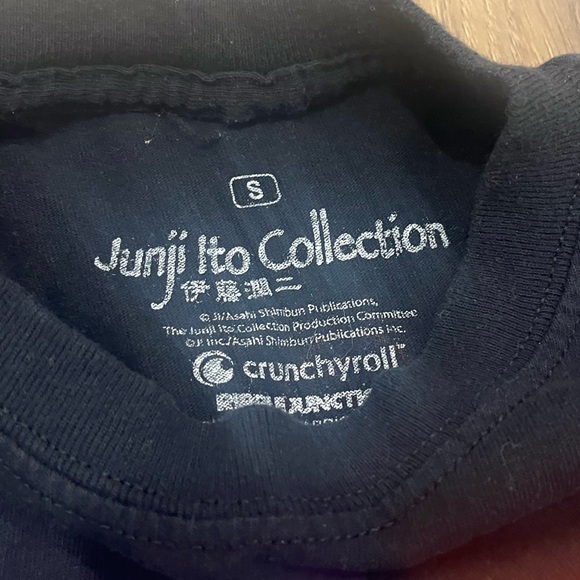 S
Junji Ito Collection
伊藤潤二
© JI/Asahi Shimbun Publications,
The Junji Ito Collection Production Committee
©JI Inc./Asahi Shimbun Publications Inc.
crunchyroll™